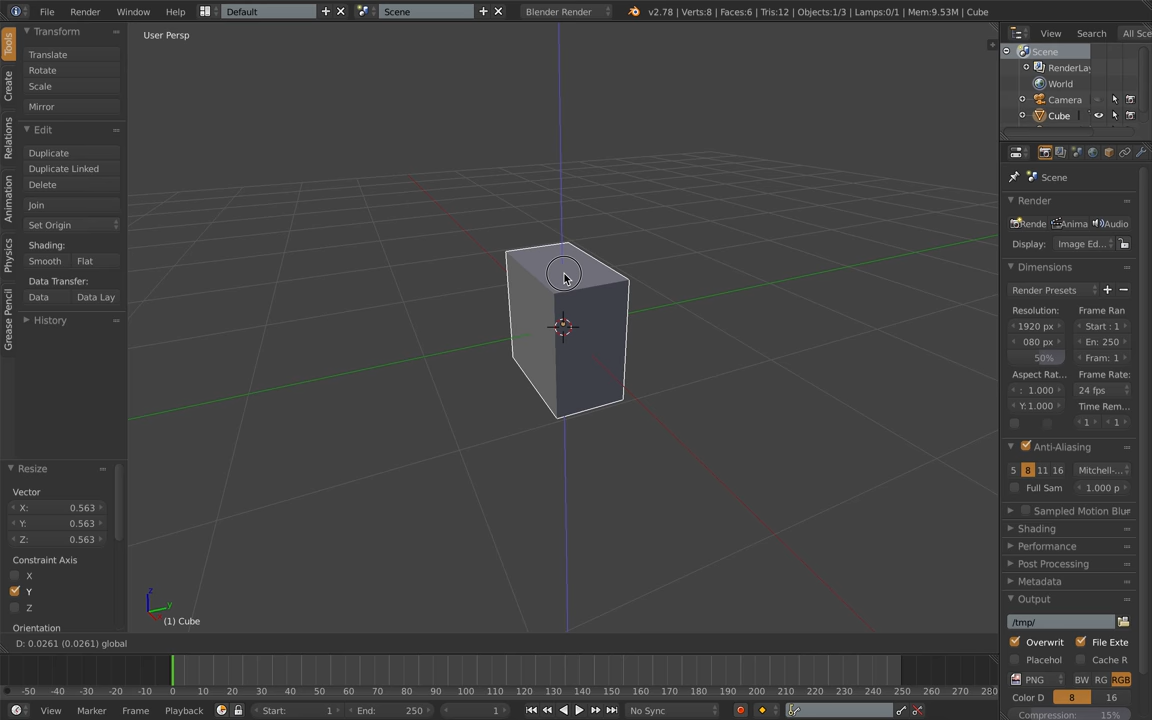 File Render Window Help Default Scene Blender Render v2.78 | Verts:8 | Faces:6 | Tris:12 | Objects:1/3 | Lamps:0/1 | Mem:9.53M | Cube
Tools
Create
Relations
Animation
Physics
Grease Pencil
Transform
Translate
Rotate
Scale
Mirror
Edit
Duplicate
Duplicate Linked
Delete
Join
Set Origin
Shading:
Smooth Flat
Data Transfer:
Data Data Lay
History
Resize
Vector
X: 0.563
Y: 0.563
Z: 0.563
Constraint Axis
X
Y
Z
Orientation
User Persp
z
y
(1) Cube
D: 0.0261 (0.0261) global
View Search All Sce
Scene
RenderLay
World
Camera
Cube
Scene
Render
Rende Anima Audio
Display: Image Ed...
Dimensions
Render Presets
Resolution: Frame Ran
1920 px Start : 1
080 px En: 250
50% Fram: 1
Aspect Rat... Frame Rate:
: 1.000 24 fps
Y: 1.000 Time Rem...
1 1
Anti-Aliasing
5 8 11 16 Mitchell-...
Full Sam 1.000 p
Sampled Motion Blur
Shading
Performance
Post Processing
Metadata
Output
/tmp/
Overwrit File Exte
Placehol Cache R
PNG BW RG RGB
Color D 8 16
Compression: 15%
-50 -40 -30 -20 -10 0 10 20 30 40 50 60 70 80 90 100 110 120 130 140 150 160 170 180 190 200 210 220 230 240 250 260 270 280
View Marker Frame Playback Start: 1 End: 250 1 No Sync